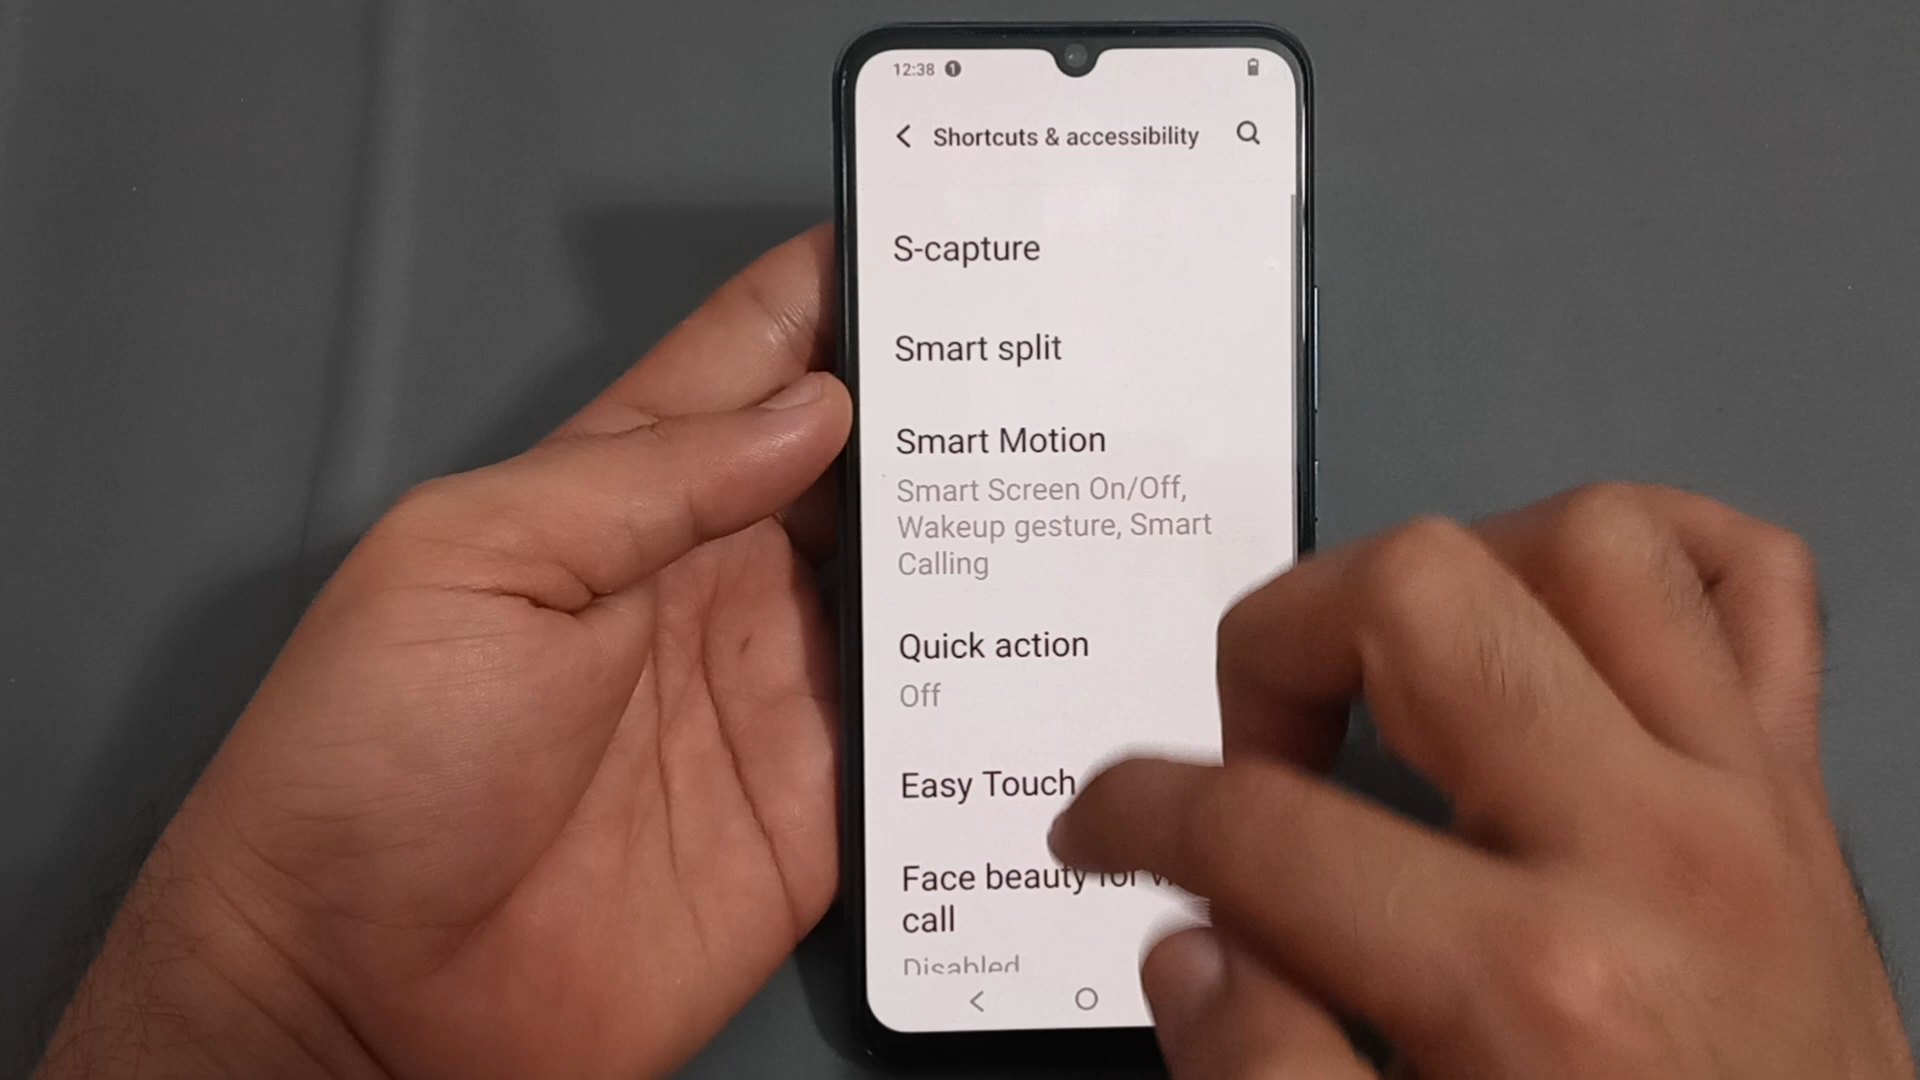 12:38 1
Shortcuts & accessibility
S-capture
Smart split
Smart Motion
Smart Screen On/Off,
Wakeup gesture, Smart
Calling
Quick action
Off
Easy Touch
Face beauty for
call
Disabled